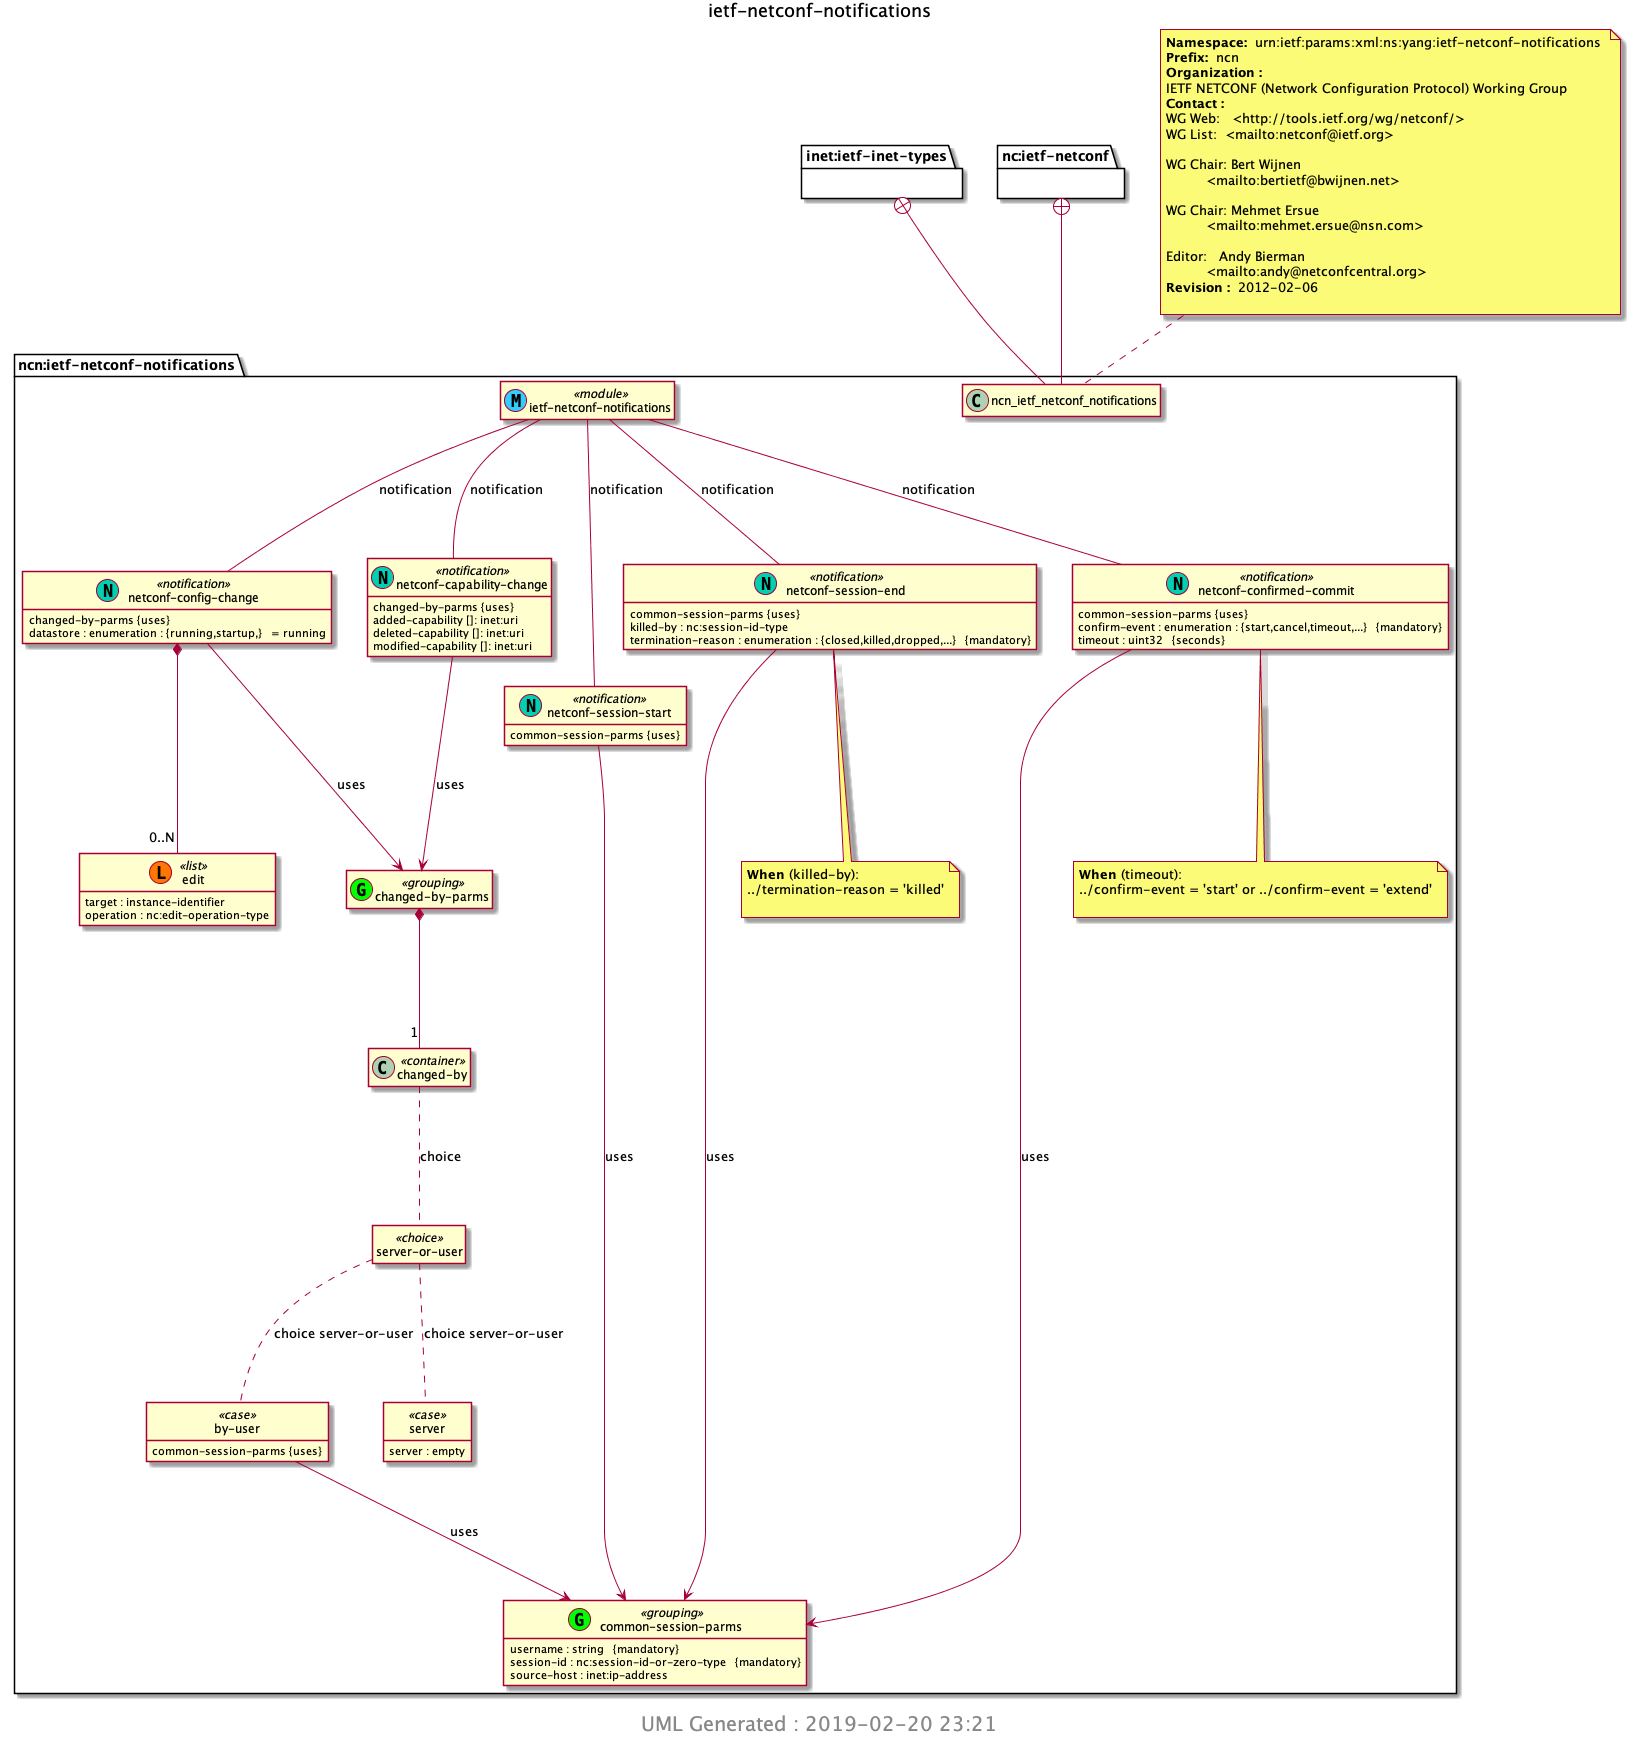 ietf-netconf-notifications
Namespace: urn:ietf:params:xml:ns:yang:ietf-netconf-notifications
Prefix: ncn
Organization :
IETF NETCONF (Network Configuration Protocol) Working Group
Contact :
WG Web: <http://tools.ietf.org/wg/netconf/>
WG List: <mailto:netconf@ietf.org>
WG Chair: Bert Wijnen
<mailto:bertietf@bwijnen.net>
WG Chair: Mehmet Ersue
<mailto:mehmet.ersue@nsn.com>
Editor: Andy Bierman
<mailto:andy@netconfcentral.org>
Revision : 2012-02-06
inet:ietf-inet-types
nc:ietf-netconf
ncn:ietf-netconf-notifications
M
«module»
ietf-netconf-notifications
C ncn_ietf_netconf_notifications
notification
notification
notification
notification
notification
N
«notification»
netconf-config-change
changed-by-parms {uses}
datastore : enumeration : {running,startup,} = running
N
«notification»
netconf-capability-change
changed-by-parms {uses}
added-capability []: inet:uri
deleted-capability []: inet:uri
modified-capability []: inet:uri
N
«notification»
netconf-session-end
common-session-parms {uses}
killed-by : nc:session-id-type
termination-reason : enumeration : {closed,killed,dropped,...} {mandatory}
N
«notification»
netconf-confirmed-commit
common-session-parms {uses}
confirm-event : enumeration : {start,cancel,timeout,...} {mandatory}
timeout : uint32 {seconds}
N
«notification»
netconf-session-start
common-session-parms {uses}
uses
uses
0..N
L
«list»
edit
target : instance-identifier
operation : nc:edit-operation-type
G
«grouping»
changed-by-parms
When (killed-by):
../termination-reason = 'killed'
When (timeout):
../confirm-event = 'start' or ../confirm-event = 'extend'
1
C
«container»
changed-by
choice
uses
uses
uses
«choice»
server-or-user
choice server-or-user
choice server-or-user
«case»
by-user
common-session-parms {uses}
«case»
server
server : empty
uses
G
«grouping»
common-session-parms
username : string {mandatory}
session-id : nc:session-id-or-zero-type {mandatory}
source-host : inet:ip-address
UML Generated : 2019-02-20 23:21